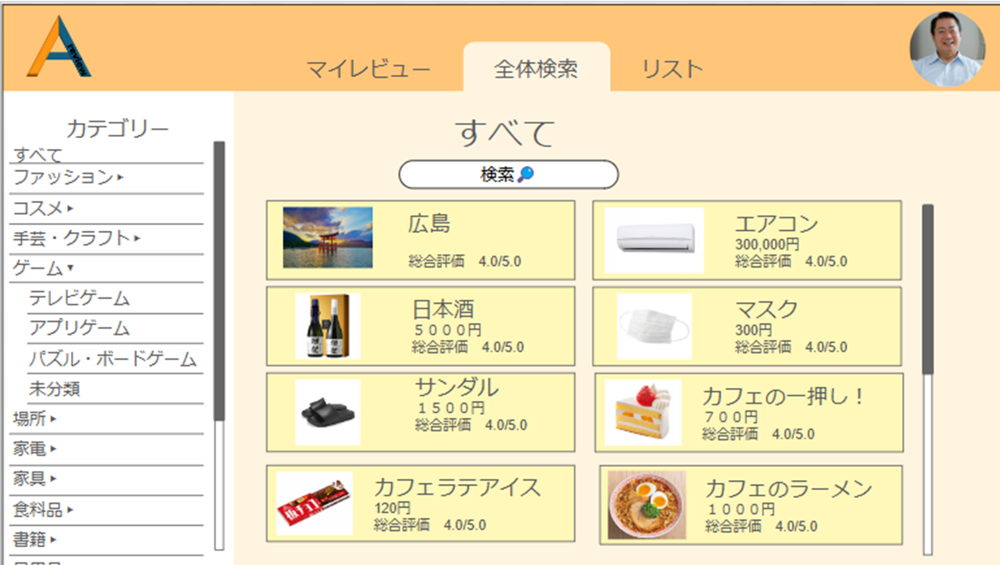 A review
マイレビュー
全体検索
リスト
カテゴリー
すべて
ファッション▸
コスメ▸
手芸・クラフト▸
ゲーム▾
テレビゲーム
アプリゲーム
パズル・ボードゲーム
未分類
場所▸
家電▸
家具▸
食料品▸
書籍▸
すべて
検索
広島
総合評価 4.0/5.0
エアコン
300,000円
総合評価 4.0/5.0
日本酒
５０００円
総合評価 4.0/5.0
マスク
300円
総合評価 4.0/5.0
サンダル
１５００円
総合評価 4.0/5.0
カフェの一押し！
７００円
総合評価 4.0/5.0
板チョコ
カフェラテアイス
120円
総合評価 4.0/5.0
カフェのラーメン
１０００円
総合評価 4.0/5.0